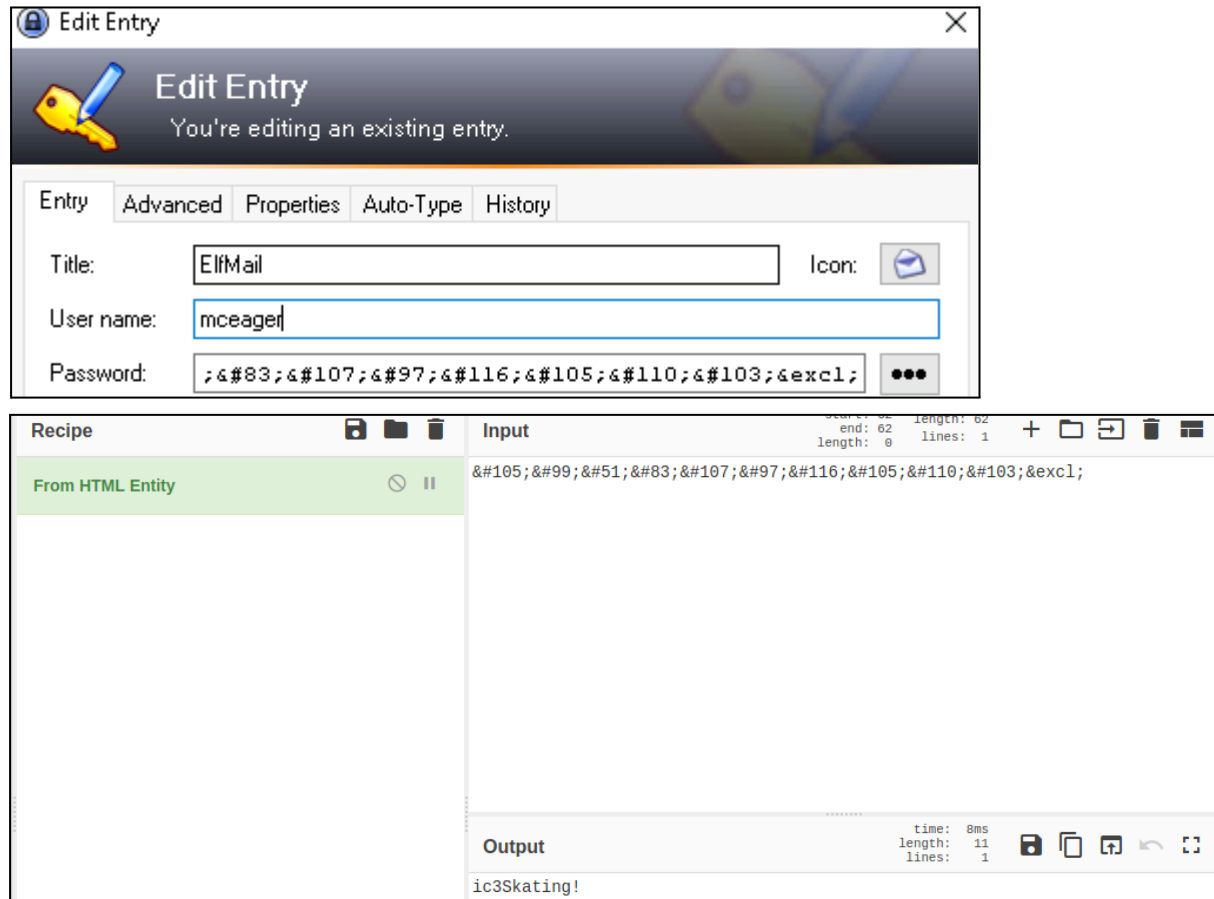 Edit Entry
Edit Entry
You're editing an existing entry.
Entry Advanced Properties Auto-Type History
Title: ElfMail Icon:
User name: mceager
Password: ;&#83;&#107;&#97;&#116;&#105;&#110;&#103;&excl;
Recipe
Input
end: 62
length: 0
length: 62
lines: 1
From HTML Entity
&#105;&#99;&#51;&#83;&#107;&#97;&#116;&#105;&#110;&#103;&excl;
Output
time: 8ms
length: 11
lines: 1
ic3Skating!